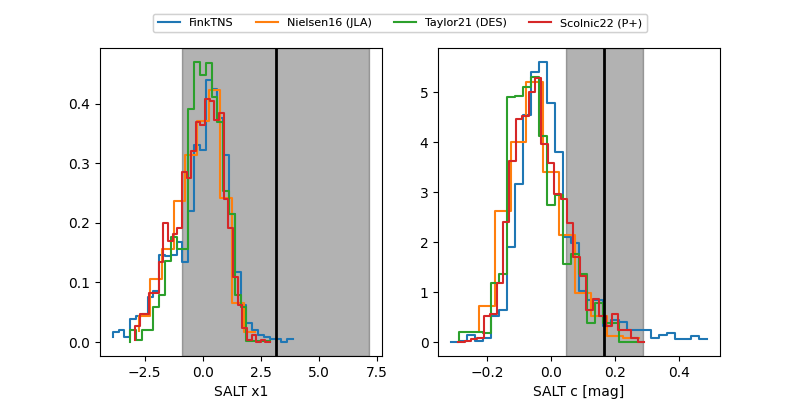 FinkTNS Nielsen16 (JLA) Taylor21 (DES) Scolnic22 (P+)
0.4 5
0.3 4
3
0.2 2
0.1 1
0.0 0
−2.5 0.0 2.5 5.0 7.5 −0.2 0.0 0.2 0.4
SALT x1 SALT c [mag]